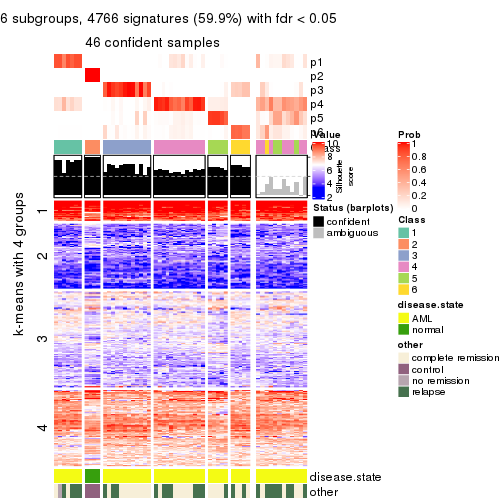 6 subgroups, 4766 signatures (59.9%) with fdr < 0.05
46 confident samples
p1
p2
p3
p4
p5
p6
Class
k-means with 4 groups
1
2
3
4
Silhouette
score
Value
10
8
6
4
2
Status (barplots)
confident
ambiguous
Prob
1
0.8
0.6
0.4
0.2
0
Class
1
2
3
4
5
6
disease.state
AML
normal
other
complete remission
control
no remission
relapse
disease.state
other